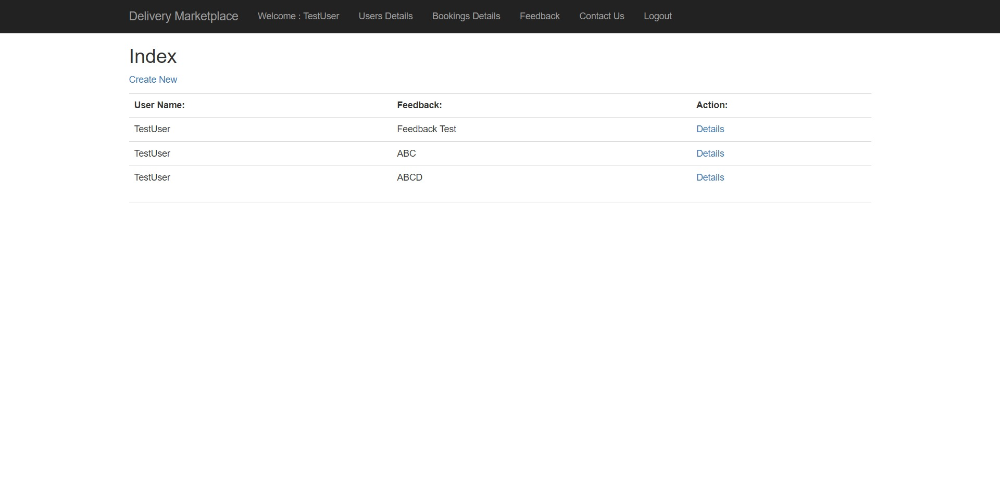 Delivery Marketplace Welcome : TestUser Users Details Bookings Details Feedback Contact Us Logout
Index
Create New
User Name: Feedback: Action:
TestUser Feedback Test Details
TestUser ABC Details
TestUser ABCD Details